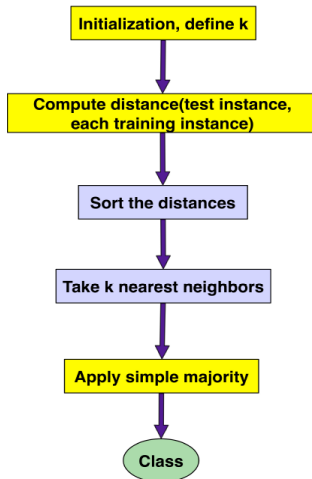 Initialization, define k
Compute distance(test instance,
each training instance)
Sort the distances
Take k nearest neighbors
Apply simple majority
Class